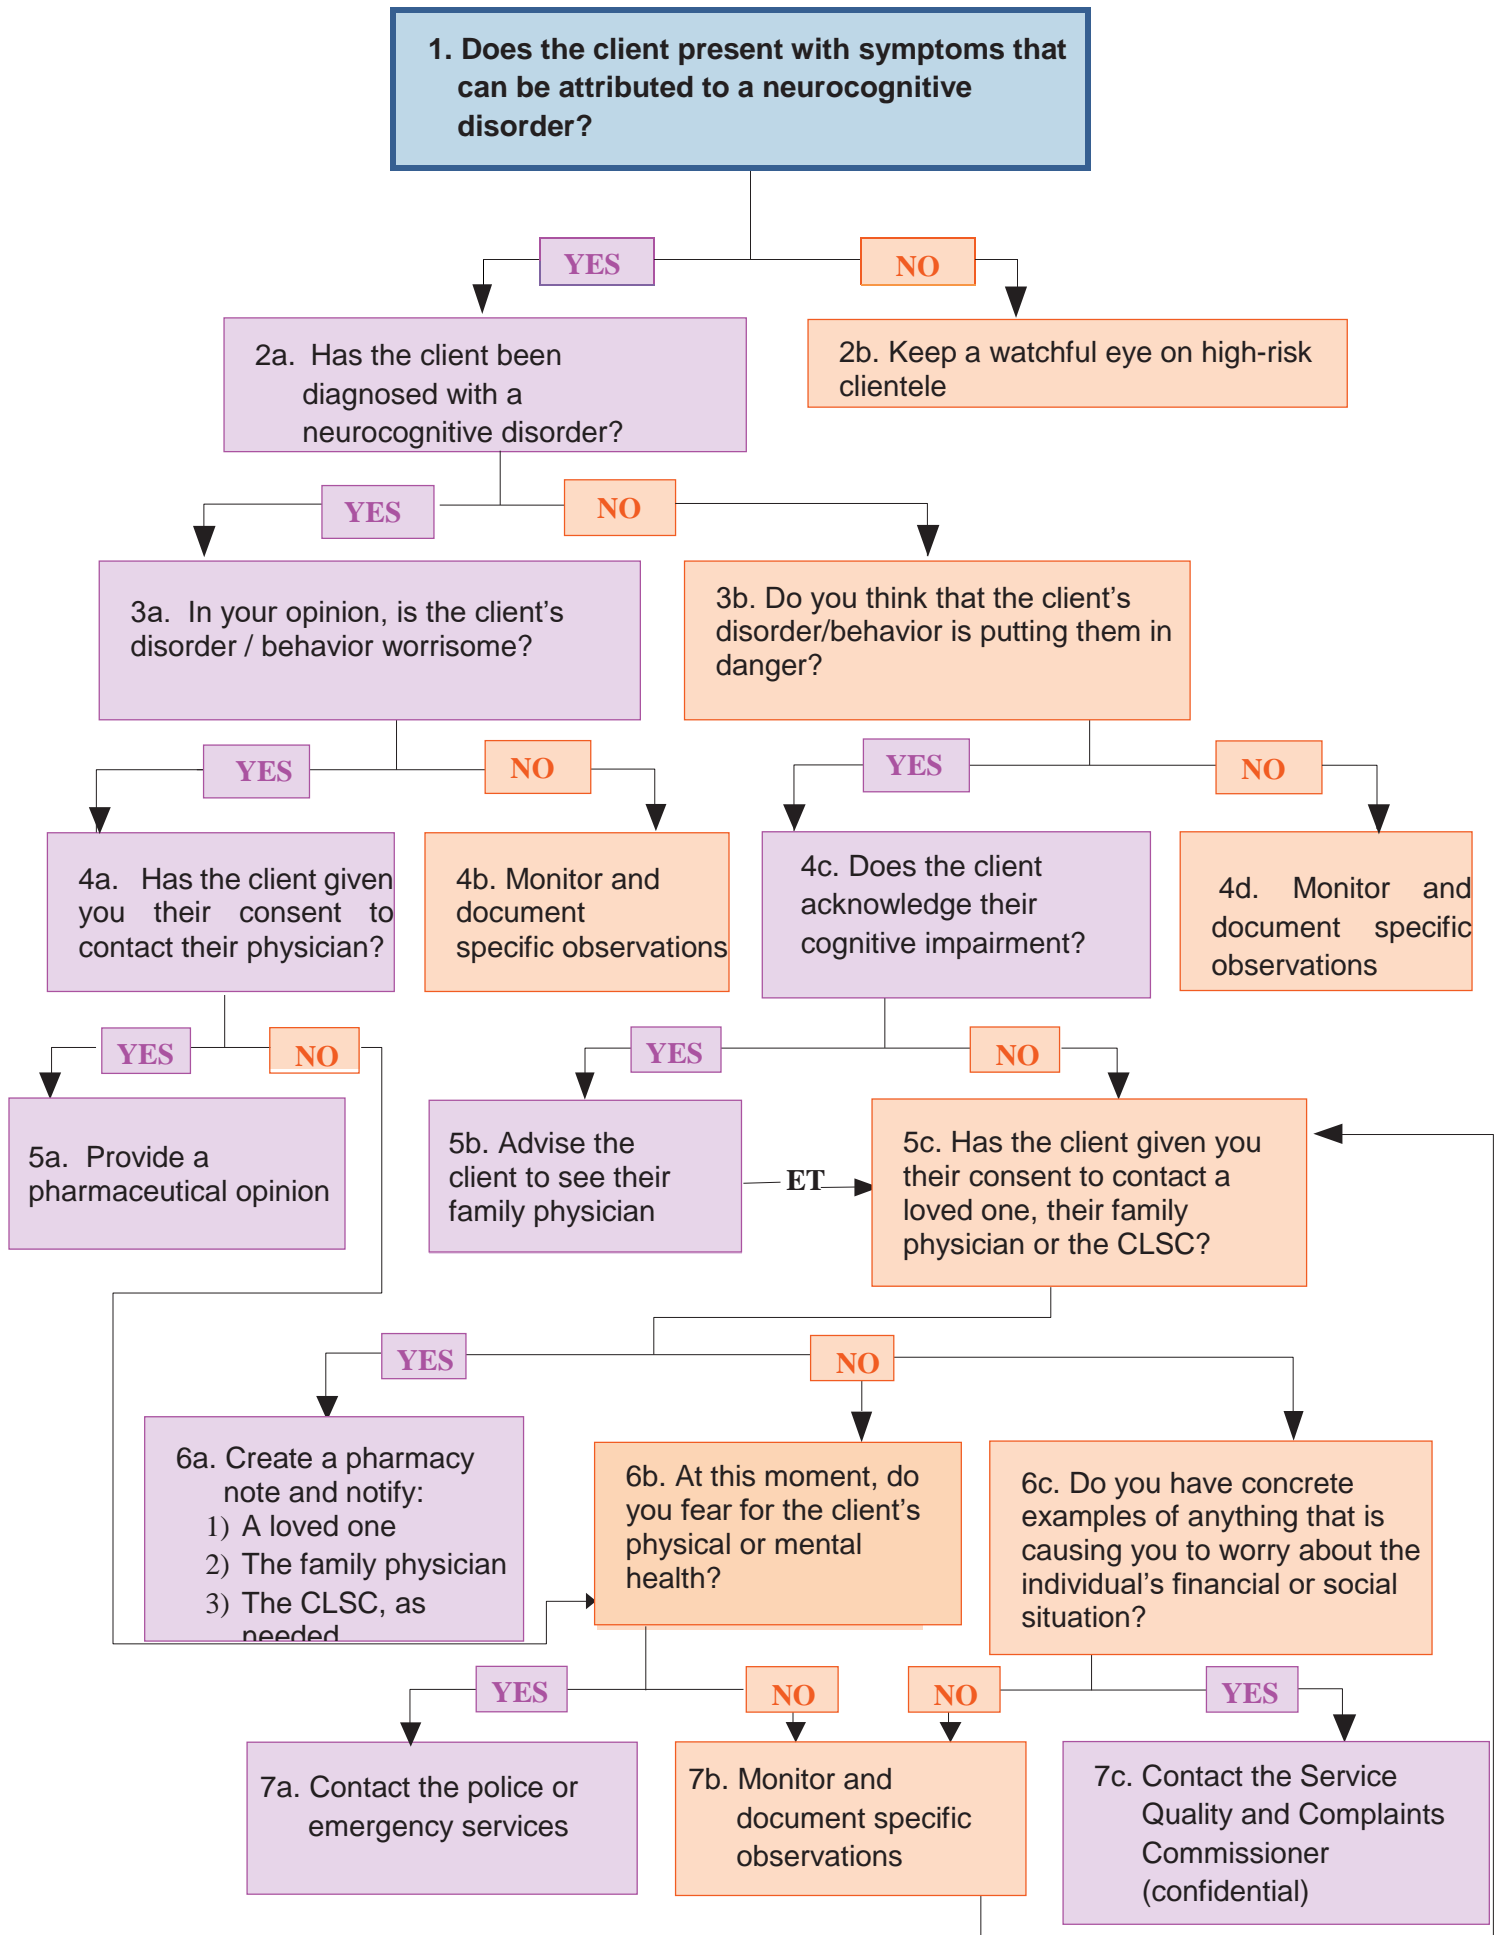 1. Does the client present with symptoms that
can be attributed to a neurocognitive
disorder?
YES
NO
2a. Has the client been
diagnosed with a
neurocognitive disorder?
2b. Keep a watchful eye on high-risk
clientele
YES
NO
3a. In your opinion, is the client’s
disorder / behavior worrisome?
3b. Do you think that the client’s
disorder/behavior is putting them in
danger?
YES
NO
YES
NO
4a. Has the client given
you their consent to
contact their physician?
4b. Monitor and
document
specific observations
4c. Does the client
acknowledge their
cognitive impairment?
4d. Monitor and
document specific
observations
YES
NO
YES
NO
5a. Provide a
pharmaceutical opinion
5b. Advise the
client to see their
family physician
ET
5c. Has the client given you
their consent to contact a
loved one, their family
physician or the CLSC?
YES
NO
6a. Create a pharmacy
note and notify:
1) A loved one
2) The family physician
3) The CLSC, as
needed
6b. At this moment, do
you fear for the client’s
physical or mental
health?
6c. Do you have concrete
examples of anything that is
causing you to worry about the
individual’s financial or social
situation?
YES
NO
NO
YES
7a. Contact the police or
emergency services
7b. Monitor and
document specific
observations
7c. Contact the Service
Quality and Complaints
Commissioner
(confidential)